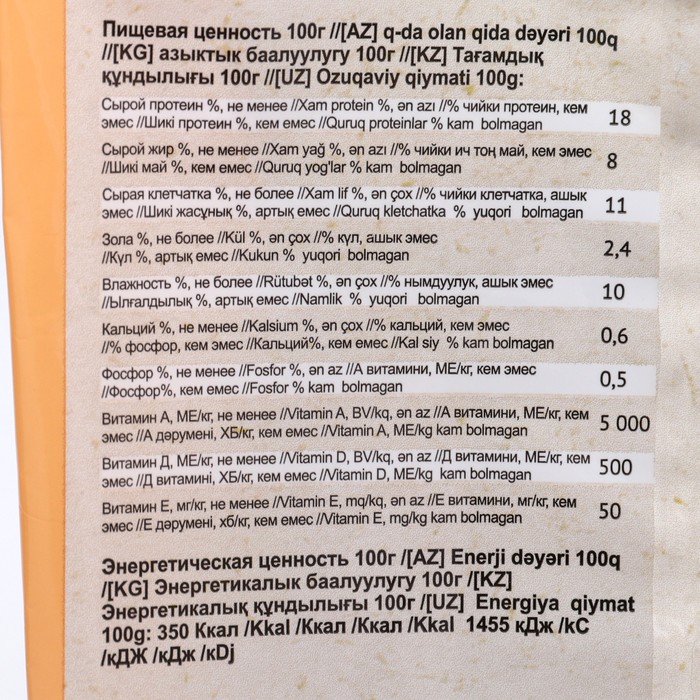 Пищевая ценность 100г //[AZ] q-da olan qida dəyəri 100q
//[KG] азыктык баалуулугу 100г //[KZ] Тағамдық
құндылығы 100г //[UZ] Ozuqaviy qiymati 100g:
Сырой протеин %, не менее //Xam protein %, ən azı //% чийки протеин, кем
эмес //Шикі протеин %, кем емес //Quruq proteinlar % kam bolmagan 18
Сырой жир %, не менее //Xam yağ %, ən azı //% чийки ич тоң май, кем эмес
//Шикі май %, кем емес //Quruq yog'lar % kam bolmagan 8
Сырая клетчатка %, не более //Xam lif %, ən çox //% чийки клетчатка, ашык
эмес //Шикі жасұнық %, артық емес //Quruq kletchatka % yuqori bolmagan 11
Зола %, не более //Kül %, ən çox //% күл, ашык эмес
//Күл %, артық емес //Kukun % yuqori bolmagan 2,4
Влажность %, не более //Rütubət %, ən çox //% нымдуулук, ашык эмес
//Ылғалдылық %, артық емес //Namlik % yuqori bolmagan 10
Кальций %, не менее //Kalsium %, ən çox //% кальций, кем эмес
//% фосфор, кем эмес //Кальций%, кем емес //Kal siy % kam bolmagan 0,6
Фосфор %, не менее //Fosfor %, ən az //А витамини, МЕ/кг, кем эмес
//Фосфор%, кем емес //Fosfor % kam bolmagan 0,5
Витамин А, МЕ/кг, не менее //Vitamin A, BV/kq, ən az //А витамини, МЕ/кг, кем
эмес //А дәрумені, ХБ/кг, кем емес //Vitamin A, ME/kg kam bolmagan 5 000
Витамин Д, МЕ/кг, не менее //Vitamin D, BV/kq, ən az //Д витамини, МЕ/кг, кем
эмес //Д витаміні, ХБ/кг, кем емес //Vitamin D, ME/kg kam bolmagan 500
Витамин Е, мг/кг, не менее //Vitamin E, mq/kq, ən az //Е витамини, мг/кг, кем
эмес //Е дәрумені, хб/кг, кем емес //Vitamin E, mg/kg kam bolmagan 50
Энергетическая ценность 100г /[AZ] Enerji dəyəri 100q
/[KG] Энергетикалык баалуулугу 100г /[KZ]
Энергетикалық құндылығы 100г /[UZ] Energiya qiymat
100g: 350 Ккал /Kkal /Ккал /Ккал /Kkal 1455 кДж /kC
/кДЖ /кДж /кDj